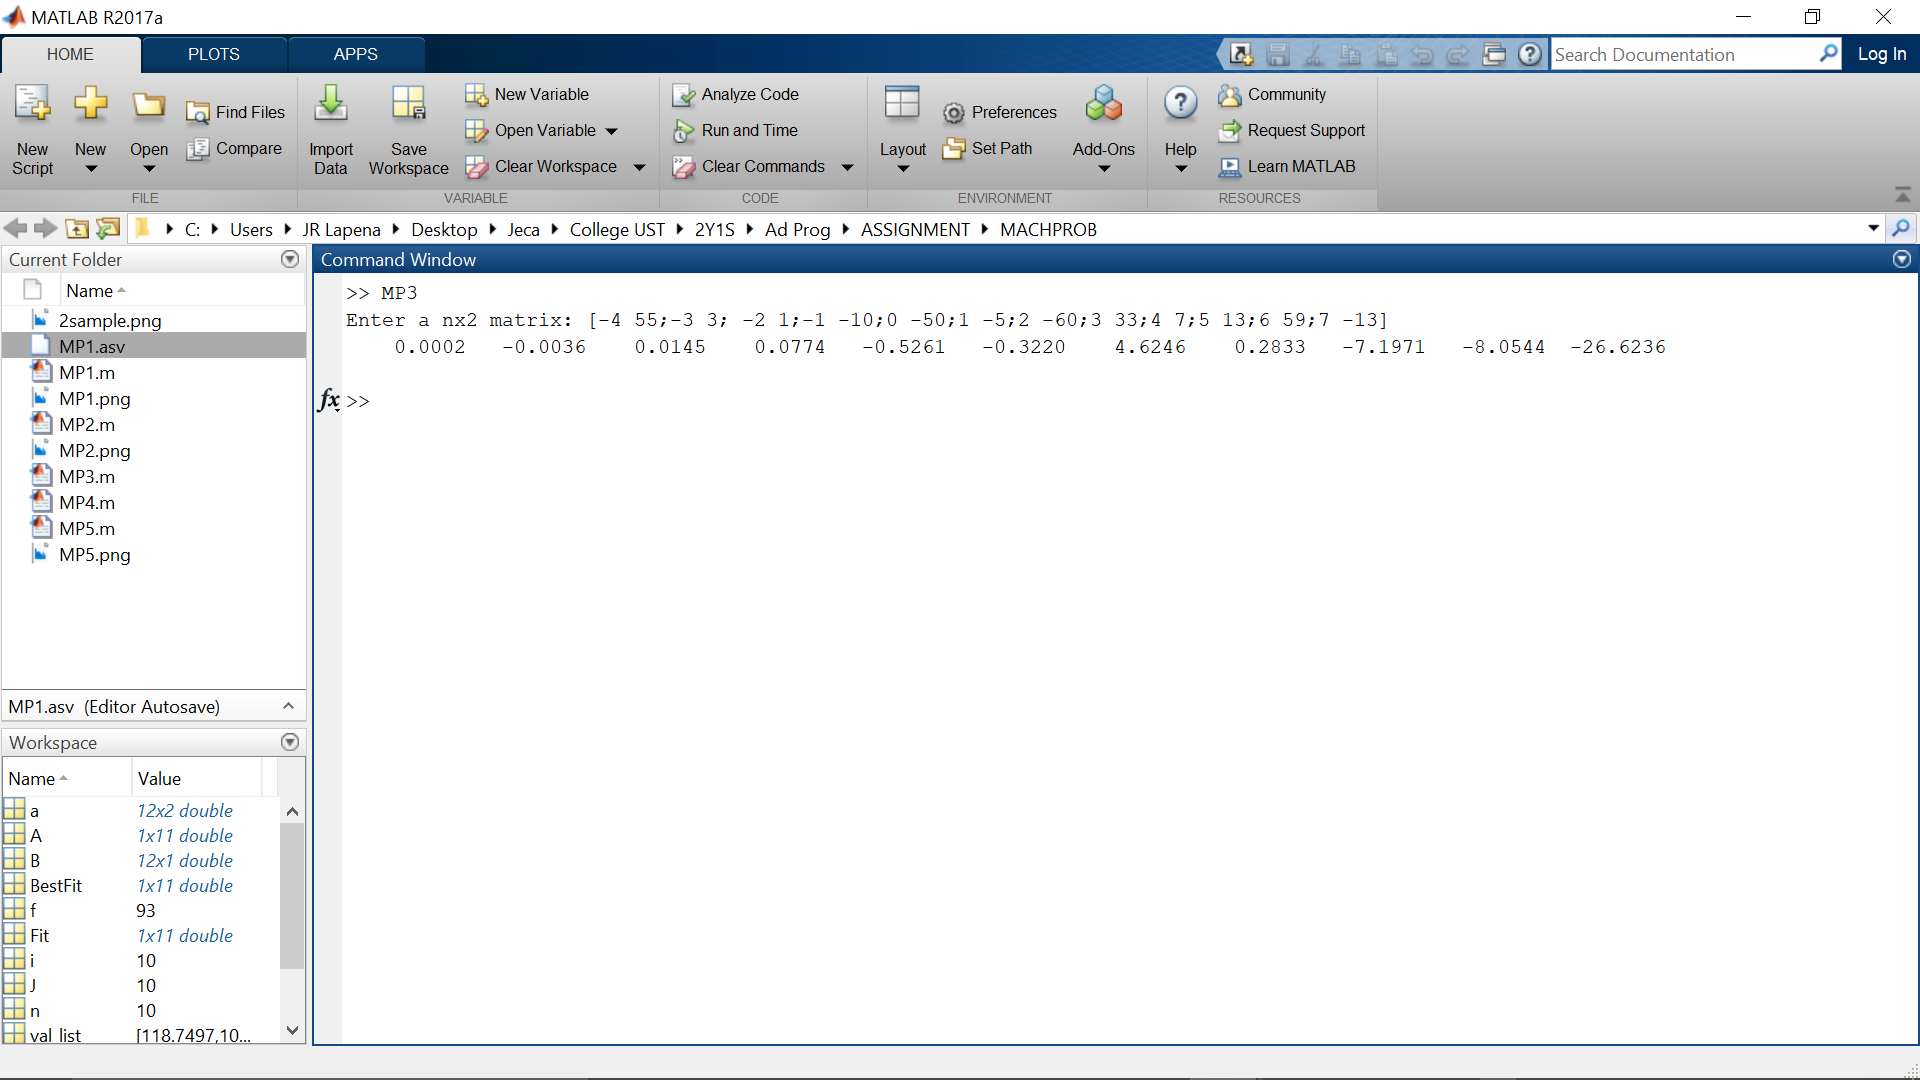 MATLAB R2017a
HOME PLOTS APPS
Search Documentation Log In
New Script
New
Open
Find Files
Compare
Import Data
Save Workspace
New Variable
Open Variable
Clear Workspace
Analyze Code
Run and Time
Clear Commands
Layout
Preferences
Set Path
Add-Ons
Help
Community
Request Support
Learn MATLAB
FILE VARIABLE CODE ENVIRONMENT RESOURCES
C: Users JR Lapena Desktop Jeca College UST 2Y1S Ad Prog ASSIGNMENT MACHPROB
Current Folder
Name
2sample.png
MP1.asv
MP1.m
MP1.png
MP2.m
MP2.png
MP3.m
MP4.m
MP5.m
MP5.png
MP1.asv (Editor Autosave)
Workspace
Name Value
a 12x2 double
A 1x11 double
B 12x1 double
BestFit 1x11 double
f 93
Fit 1x11 double
i 10
J 10
n 10
val list [118.7497,10...
Command Window
>> MP3
Enter a nx2 matrix: [-4 55;-3 3; -2 1;-1 -10;0 -50;1 -5;2 -60;3 33;4 7;5 13;6 59;7 -13]
0.0002 -0.0036 0.0145 0.0774 -0.5261 -0.3220 4.6246 0.2833 -7.1971 -8.0544 -26.6236
fx >>